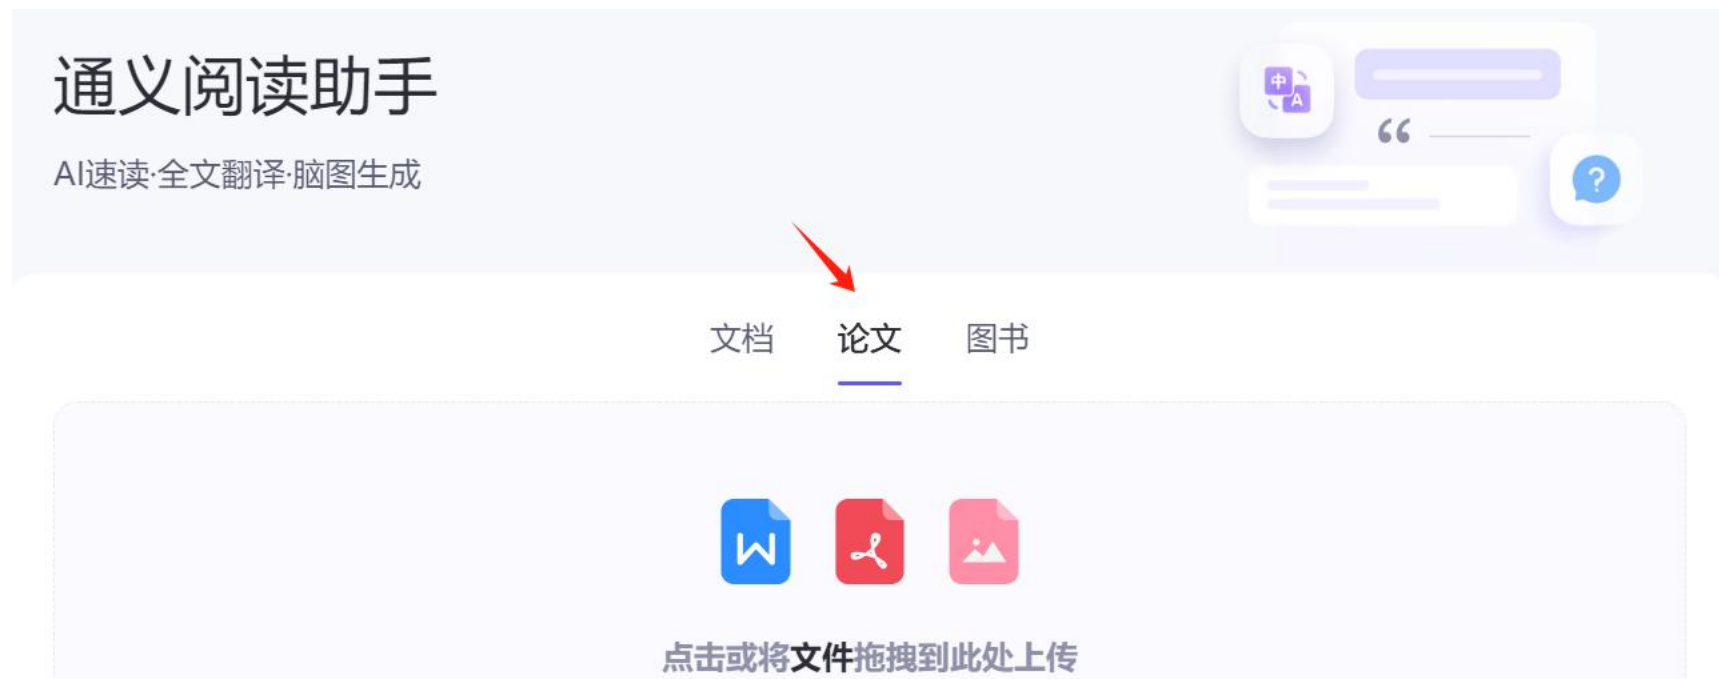 通义阅读助手
AI速读·全文翻译·脑图生成
中
A
“
?
文档 论文 图书
W
点击或将文件拖拽到此处上传